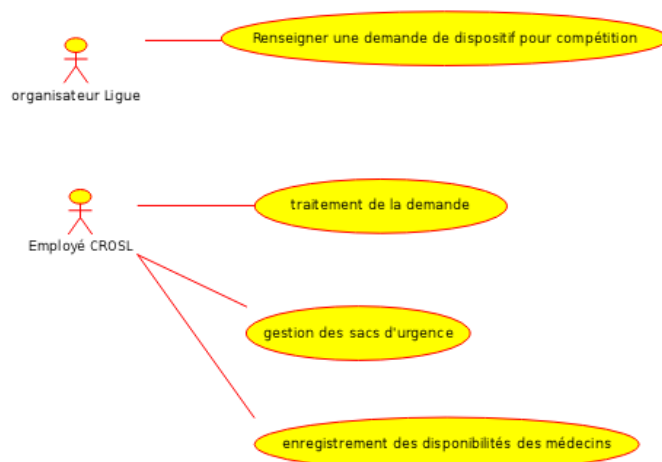 Renseigner une demande de dispositif pour compétition
organisateur Ligue
traitement de la demande
Employé CROSL
gestion des sacs d'urgence
enregistrement des disponibilités des médecins